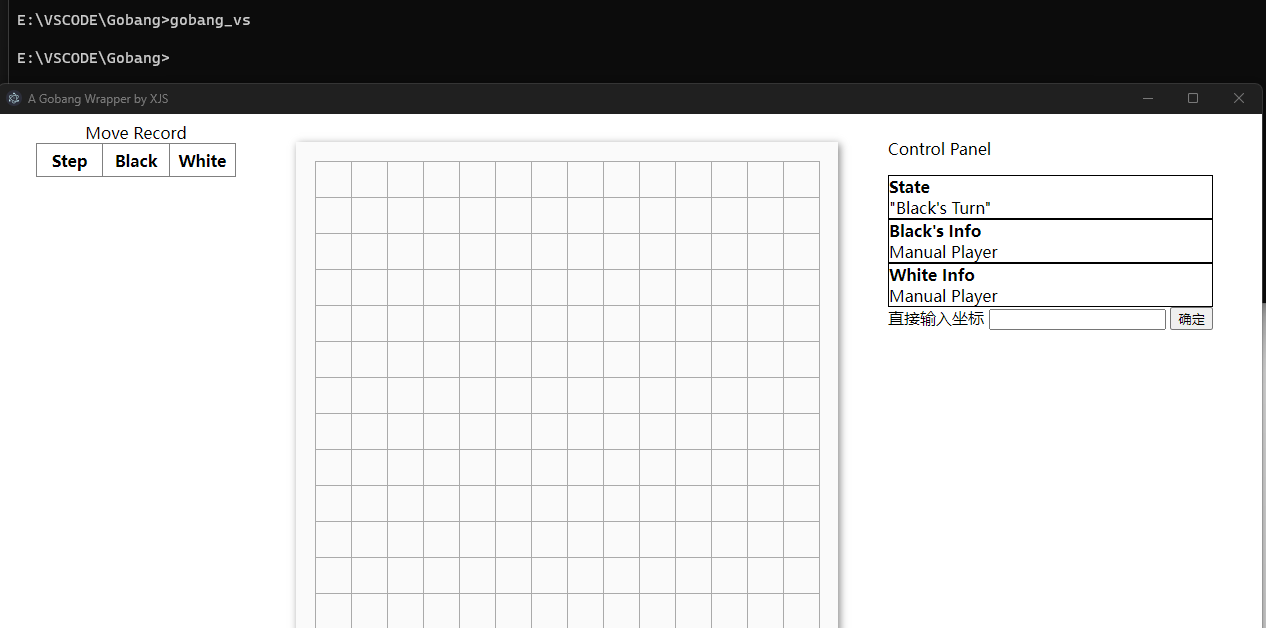 E:\VSCODE\Gobang>gobang_vs
E:\VSCODE\Gobang>
A Gobang Wrapper by XJS
Move Record
Step Black White
Control Panel
State
"Black's Turn"
Black's Info
Manual Player
White Info
Manual Player
直接输入坐标 确定